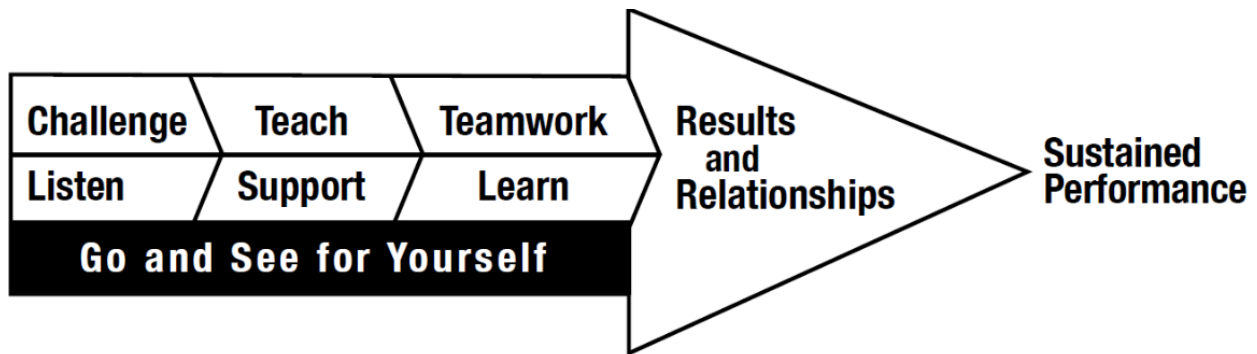 Challenge Teach Teamwork
Listen Support Learn
Go and See for Yourself
Results
and
Relationships
Sustained
Performance